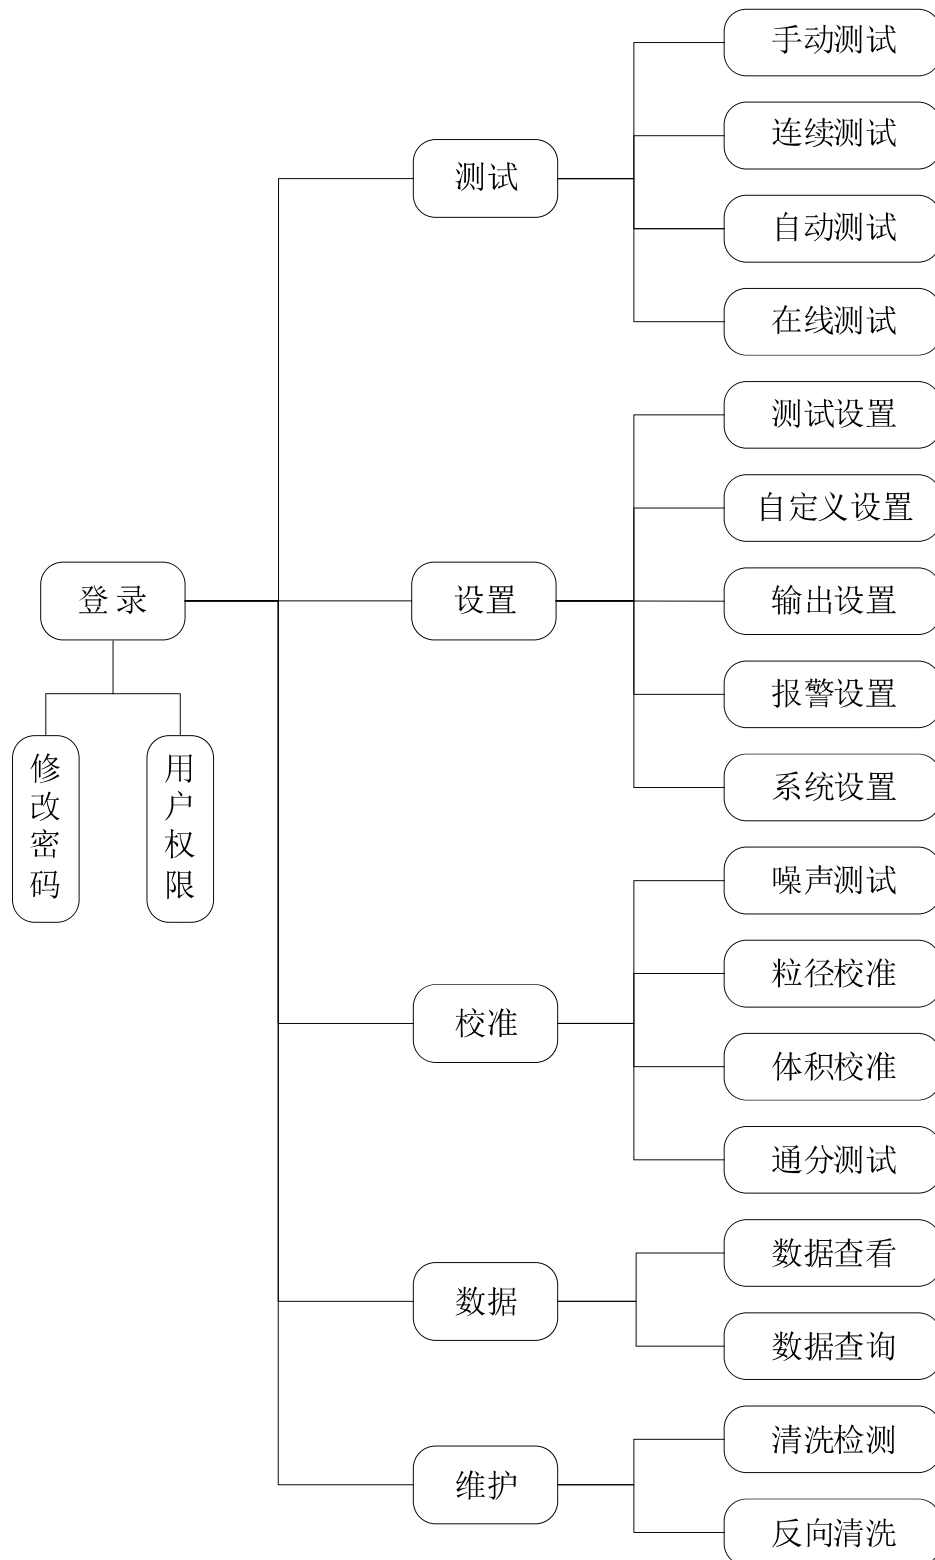 手动测试
连续测试
测试
自动测试
在线测试
测试设置
自定义设置
登录
设置
输出设置
报警设置
修改密码
用户权限
系统设置
噪声测试
粒径校准
校准
体积校准
通分测试
数据查看
数据
数据查询
清洗检测
维护
反向清洗